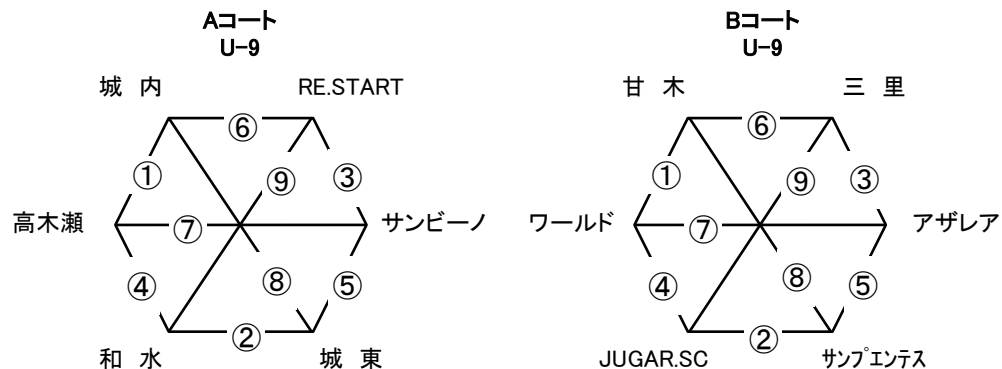 Aコート
U-9
城 内
RE.START
⑥
①
⑨
③
高木瀬
⑦
サンビーノ
④
⑧
⑤
②
和 水
城 東
Bコート
U-9
甘 木
三 里
⑥
①
⑨
③
ワールド
⑦
アザレア
④
⑧
⑤
②
JUGAR.SC
ｻﾝﾌﾟｴﾝﾃｽ